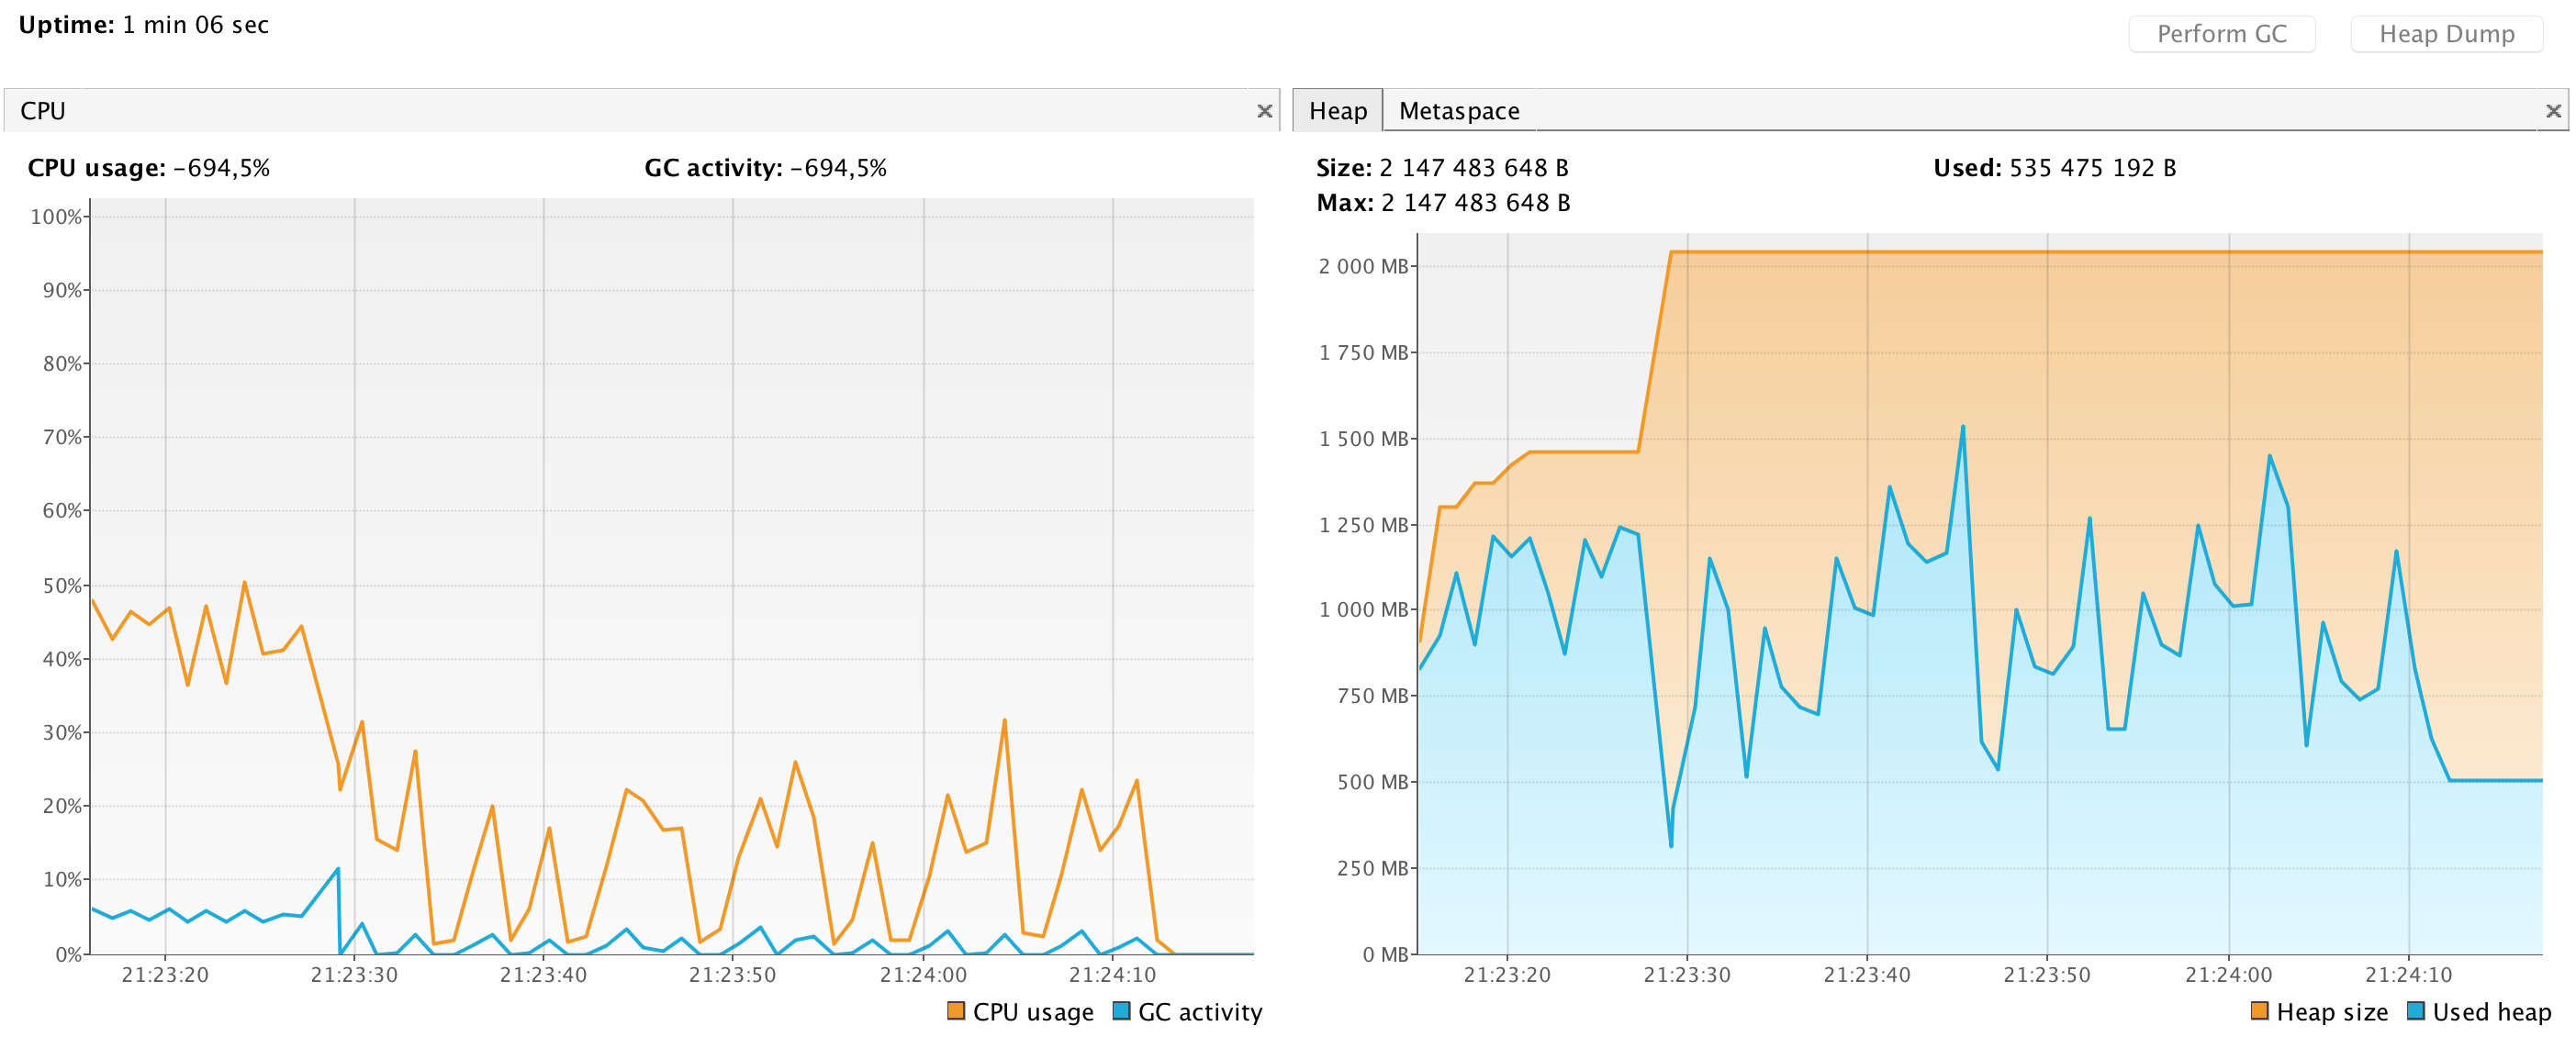 Uptime: 1 min 06 sec
Perform GC
Heap Dump
CPU
Heap
Metaspace
CPU usage: -694,5%
GC activity: -694,5%
Size: 2 147 483 648 B
Used: 535 475 192 B
Max: 2 147 483 648 B
100%
90%
80%
70%
60%
50%
40%
30%
20%
10%
0%
21:23:20
21:23:30
21:23:40
21:23:50
21:24:00
21:24:10
CPU usage
GC activity
2 000 MB
1 750 MB
1 500 MB
1 250 MB
1 000 MB
750 MB
500 MB
250 MB
0 MB
21:23:20
21:23:30
21:23:40
21:23:50
21:24:00
21:24:10
Heap size
Used heap